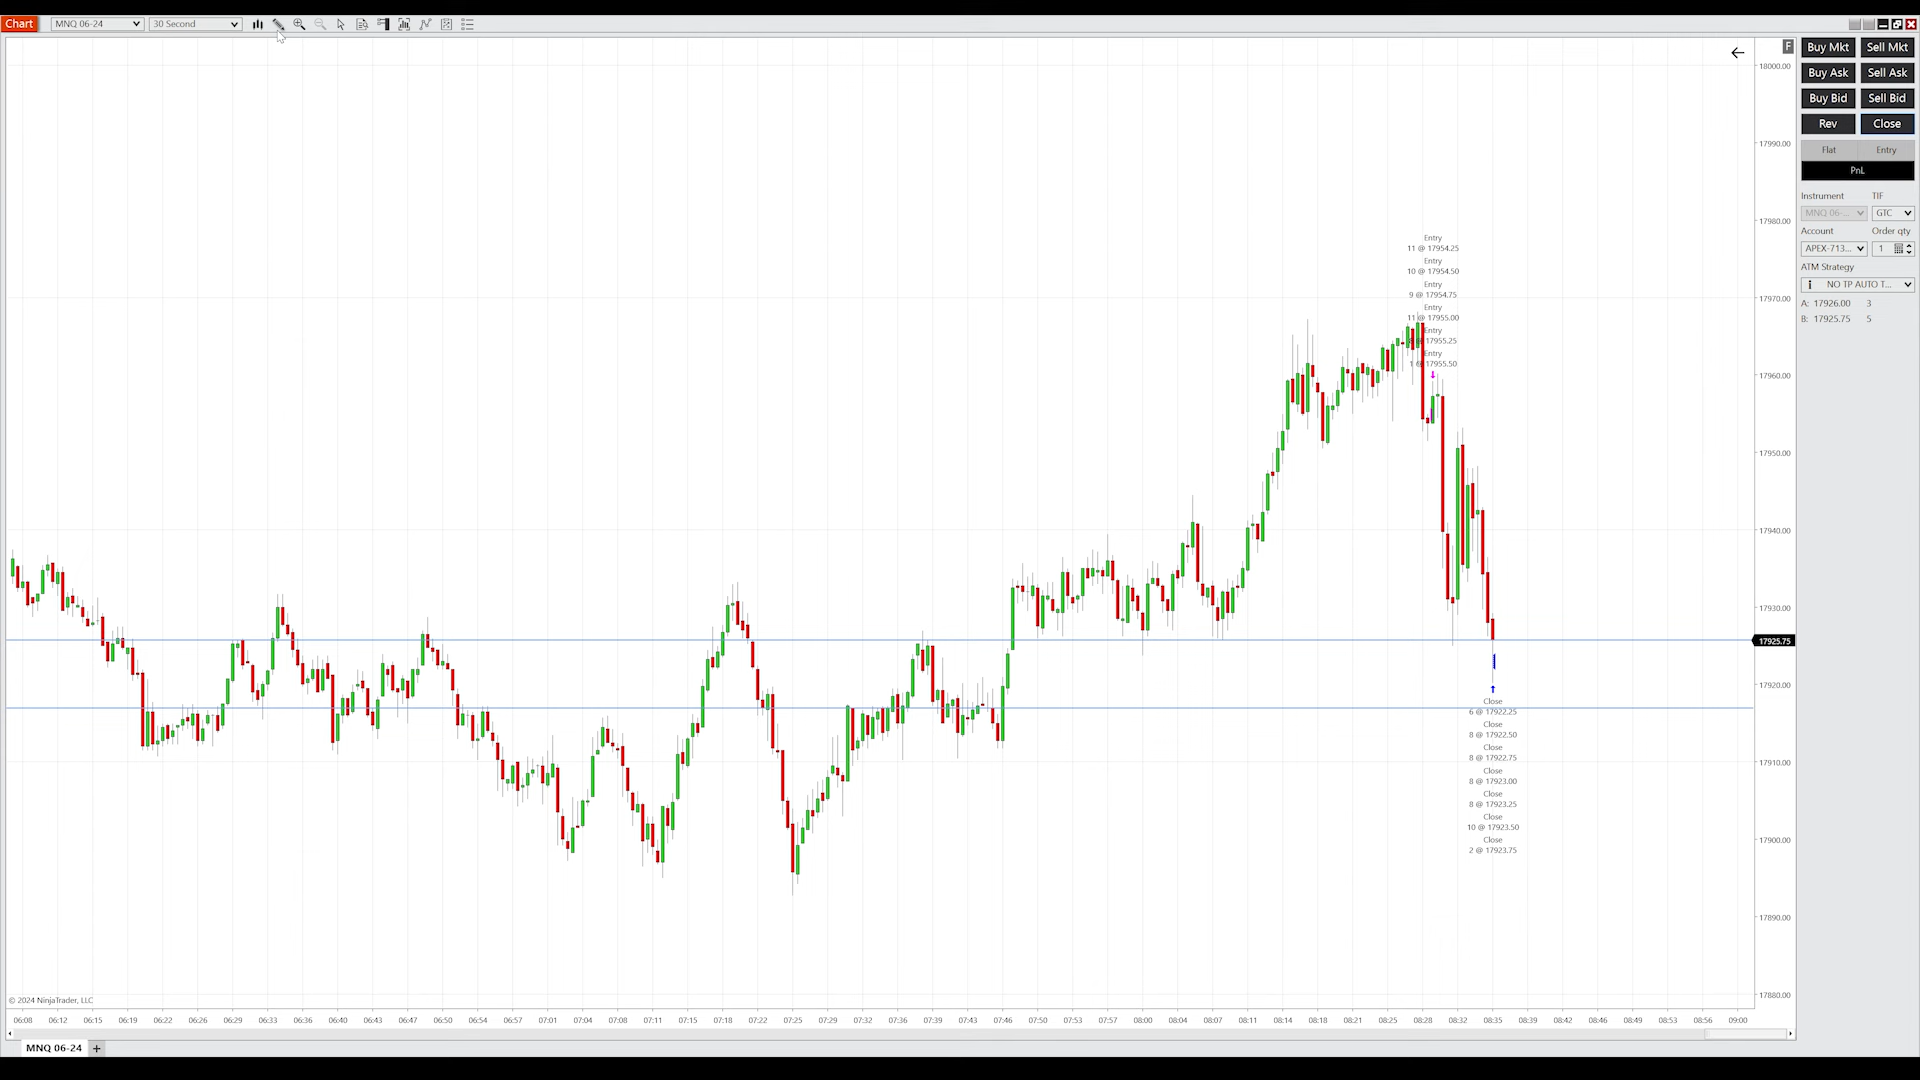 Chart MNQ 06-24 30 Second
F
Buy Mkt Sell Mkt
Buy Ask Sell Ask
Buy Bid Sell Bid
Rev Close
Flat Entry
PnL
Instrument TIF
MNQ 06-... GTC
Account Order qty
APEX-713... 1
ATM Strategy
NO TP AUTO T...
A: 17926.00 3
B: 17925.75 5
18000.00
17990.00
17980.00
17970.00
17960.00
17950.00
17940.00
17930.00
17925.75
17920.00
17910.00
17900.00
17890.00
17880.00
Entry
11 @ 17954.25
Entry
10 @ 17954.50
Entry
9 @ 17954.75
Entry
11 @ 17955.00
Entry
@ 17955.25
Entry
1 @ 17955.50
Close
6 @ 17922.25
Close
8 @ 17922.50
Close
8 @ 17922.75
Close
8 @ 17923.00
Close
8 @ 17923.25
Close
10 @ 17923.50
Close
2 @ 17923.75
© 2024 NinjaTrader, LLC
06:08 06:12 06:15 06:19 06:22 06:26 06:29 06:33 06:36 06:40 06:43 06:47 06:50 06:54 06:57 07:01 07:04 07:08 07:11 07:15 07:18 07:22 07:25 07:29 07:32 07:36 07:39 07:43 07:46 07:50 07:53 07:57 08:00 08:04 08:07 08:11 08:14 08:18 08:21 08:25 08:28 08:32 08:35 08:39 08:42 08:46 08:49 08:53 08:56 09:00
MNQ 06-24 +